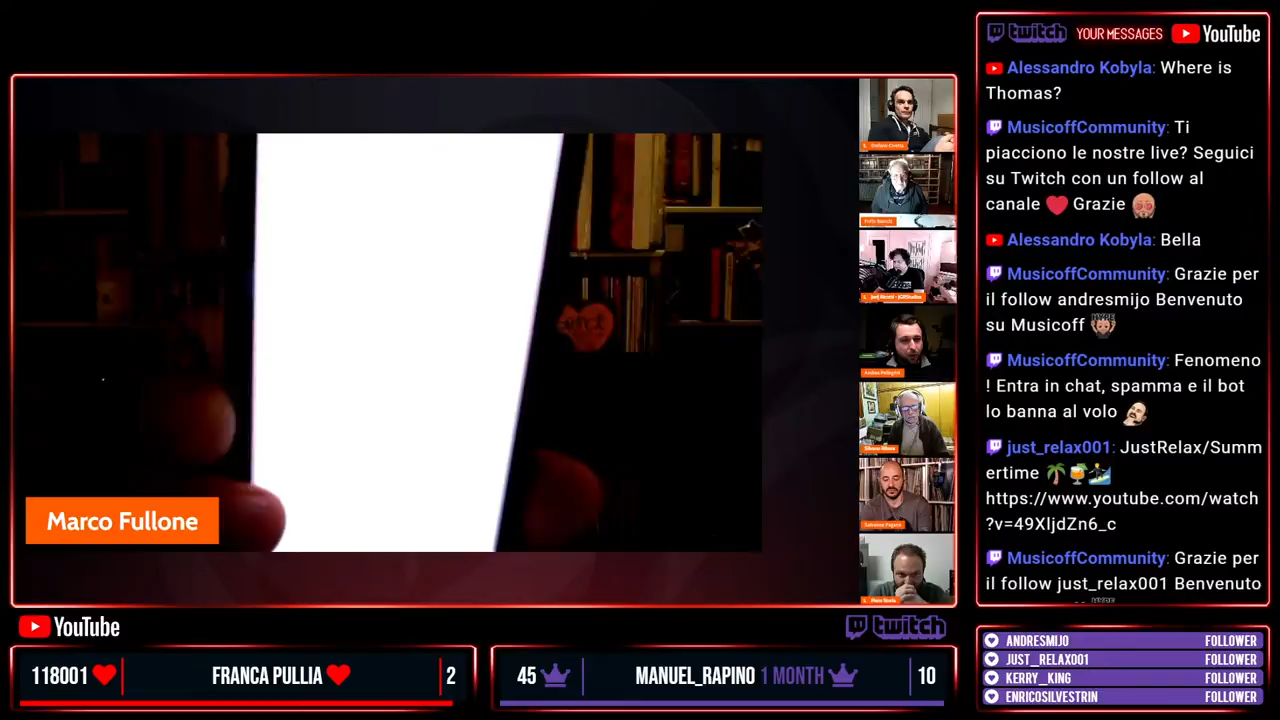 twitch YOUR MESSAGES YouTube
Alessandro Kobyla: Where is
Thomas?
MusicoffCommunity: Ti
piacciono le nostre live? Seguici
su Twitch con un follow al
canale ❤️ Grazie
Alessandro Kobyla: Bella
MusicoffCommunity: Grazie per
il follow andresmijo Benvenuto
su Musicoff
MusicoffCommunity: Fenomeno
! Entra in chat, spamma e il bot
lo banna al volo
just_relax001: JustRelax/Summ
ertime 🌴🍹🏄
https://www.youtube.com/watch
?v=49XljdZn6_c
MusicoffCommunity: Grazie per
il follow just_relax001 Benvenuto
Marco Fullone
YouTube
twitch
118001 FRANCA PULLIA 2
45 MANUEL_RAPINO 1 MONTH 10
ANDRESMIJO FOLLOWER
JUST_RELAX001 FOLLOWER
KERRY_KING FOLLOWER
ENRICOSILVESTRIN FOLLOWER